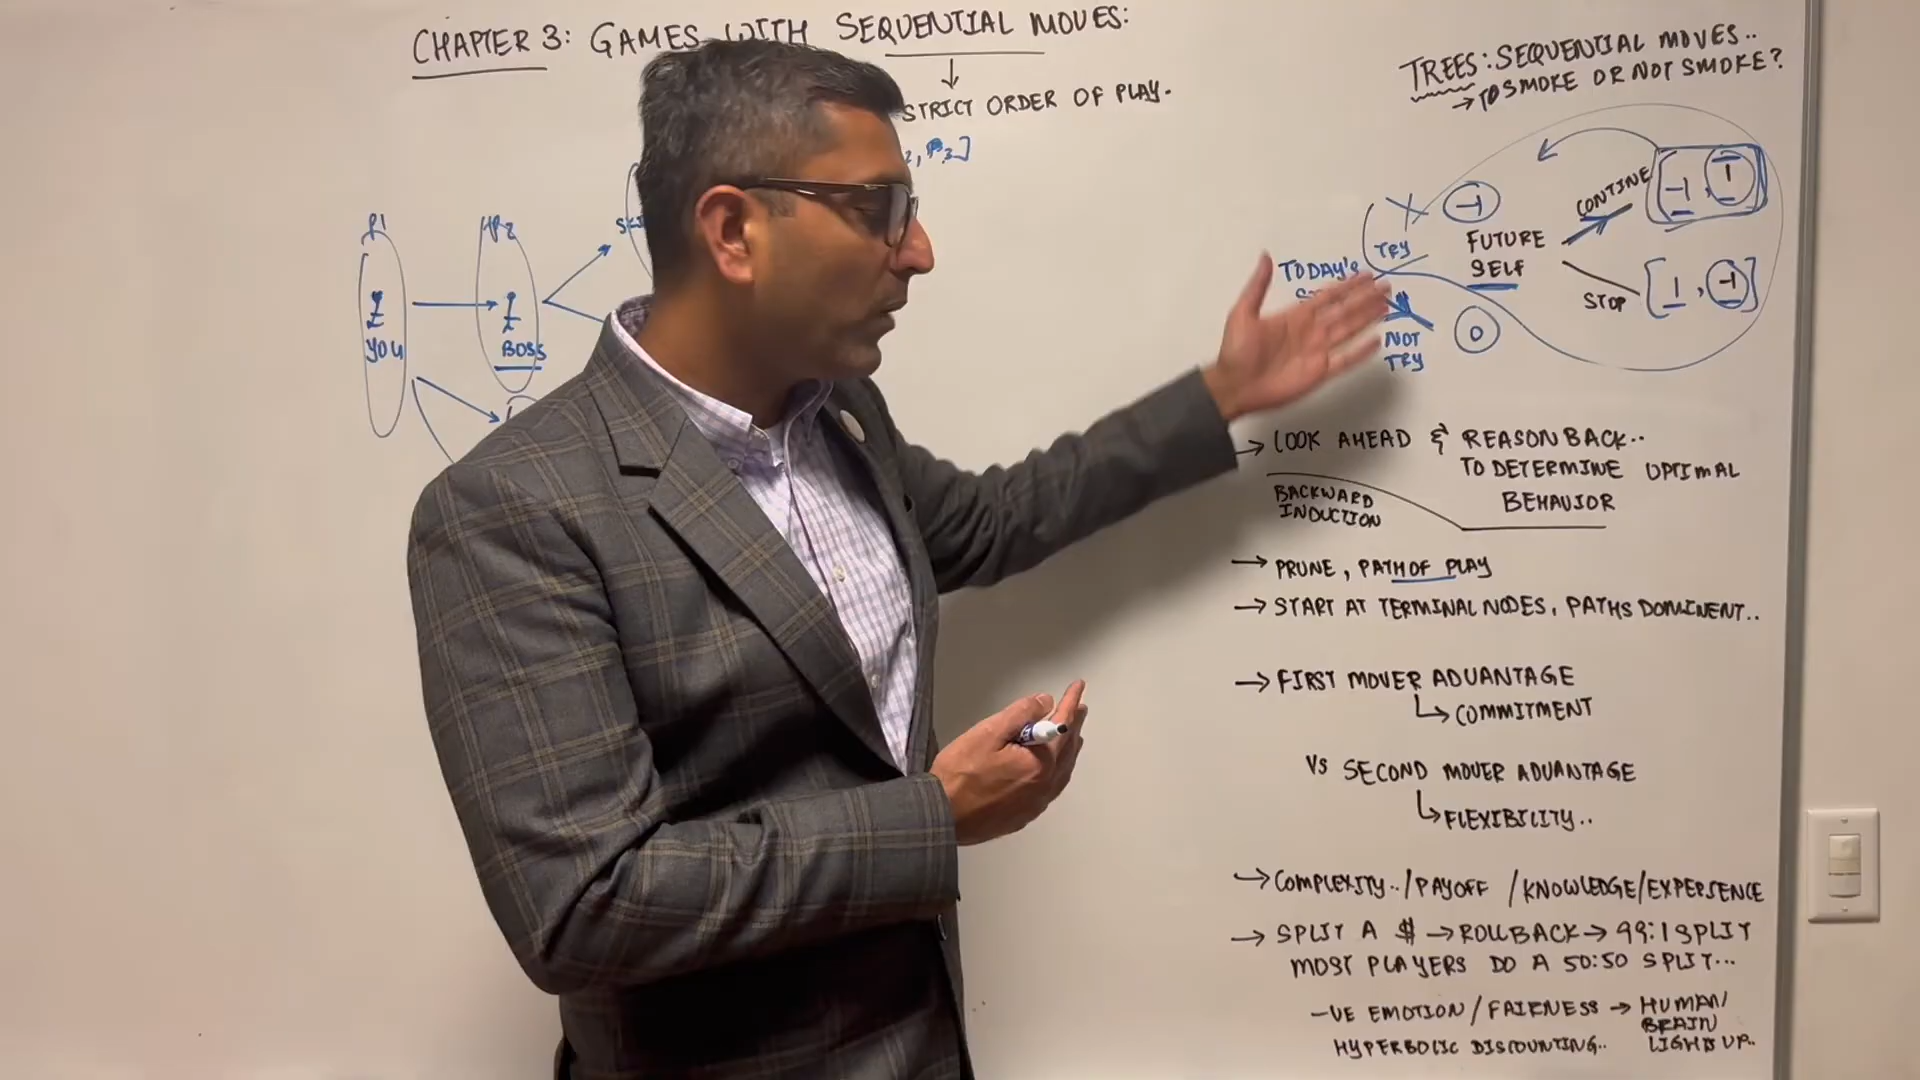 CHAPTER 3: GAMES WITH SEQUENTIAL MOVES:
STRICT ORDER OF PLAY.
2, P3]
P1
YOU
BOSS
TREES: SEQUENTIAL MOVES..
→ TO SMOKE OR NOT SMOKE?
TODAY'S
TRY
-1
NOT
TRY
0
FUTURE
SELF
CONTINE
[-1, 1]
STOP
[1, -1]
→ LOOK AHEAD & REASON BACK..
TO DETERMINE OPTIMAL
BEHAVIOR
BACKWARD
INDUCTION
→ PRUNE, PATH OF PLAY
→ START AT TERMINAL NODES, PATHS DOMINENT..
→ FIRST MOVER ADVANTAGE
↳ COMMITMENT
VS SECOND MOVER ADVANTAGE
↳ FLEXIBILITY..
→ COMPLEXITY../PAYOFF /KNOWLEDGE/EXPERIENCE
→ SPLIT A $ → ROLLBACK → 99:1 SPLIT
MOST PLAYERS DO A 50:50 SPLIT...
-VE EMOTION/FAIRNESS → HUMAN/
BRAIN
LIGHTS UP..
HYPERBOLIC DISCOUNTING..